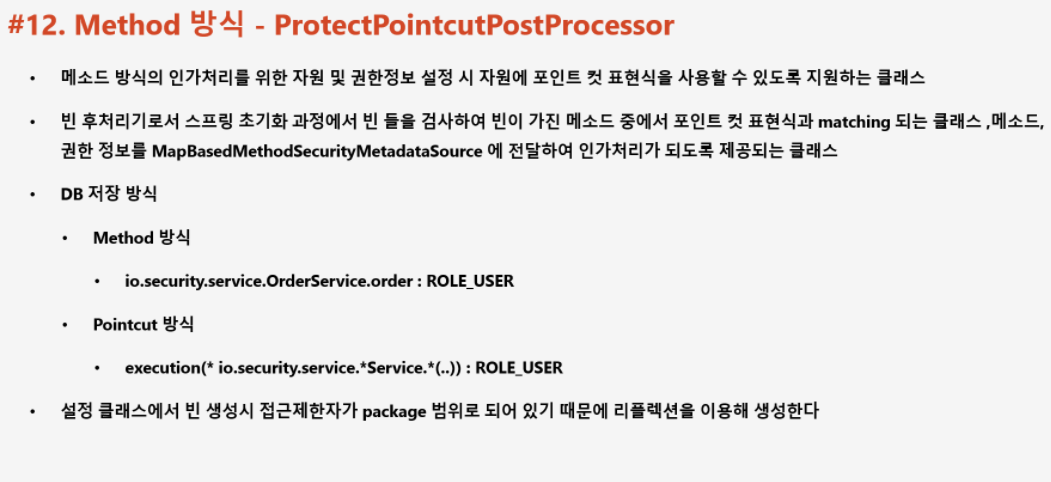 #12. Method 방식 - ProtectPointcutPostProcessor
• 메소드 방식의 인가처리를 위한 자원 및 권한정보 설정 시 자원에 포인트 컷 표현식을 사용할 수 있도록 지원하는 클래스
• 빈 후처리기로서 스프링 초기화 과정에서 빈 들을 검사하여 빈이 가진 메소드 중에서 포인트 컷 표현식과 matching 되는 클래스 ,메소드,
권한 정보를 MapBasedMethodSecurityMetadataSource 에 전달하여 인가처리가 되도록 제공되는 클래스
• DB 저장 방식
• Method 방식
• io.security.service.OrderService.order : ROLE_USER
• Pointcut 방식
• execution(* io.security.service.*Service.*(..)) : ROLE_USER
• 설정 클래스에서 빈 생성시 접근제한자가 package 범위로 되어 있기 때문에 리플렉션을 이용해 생성한다